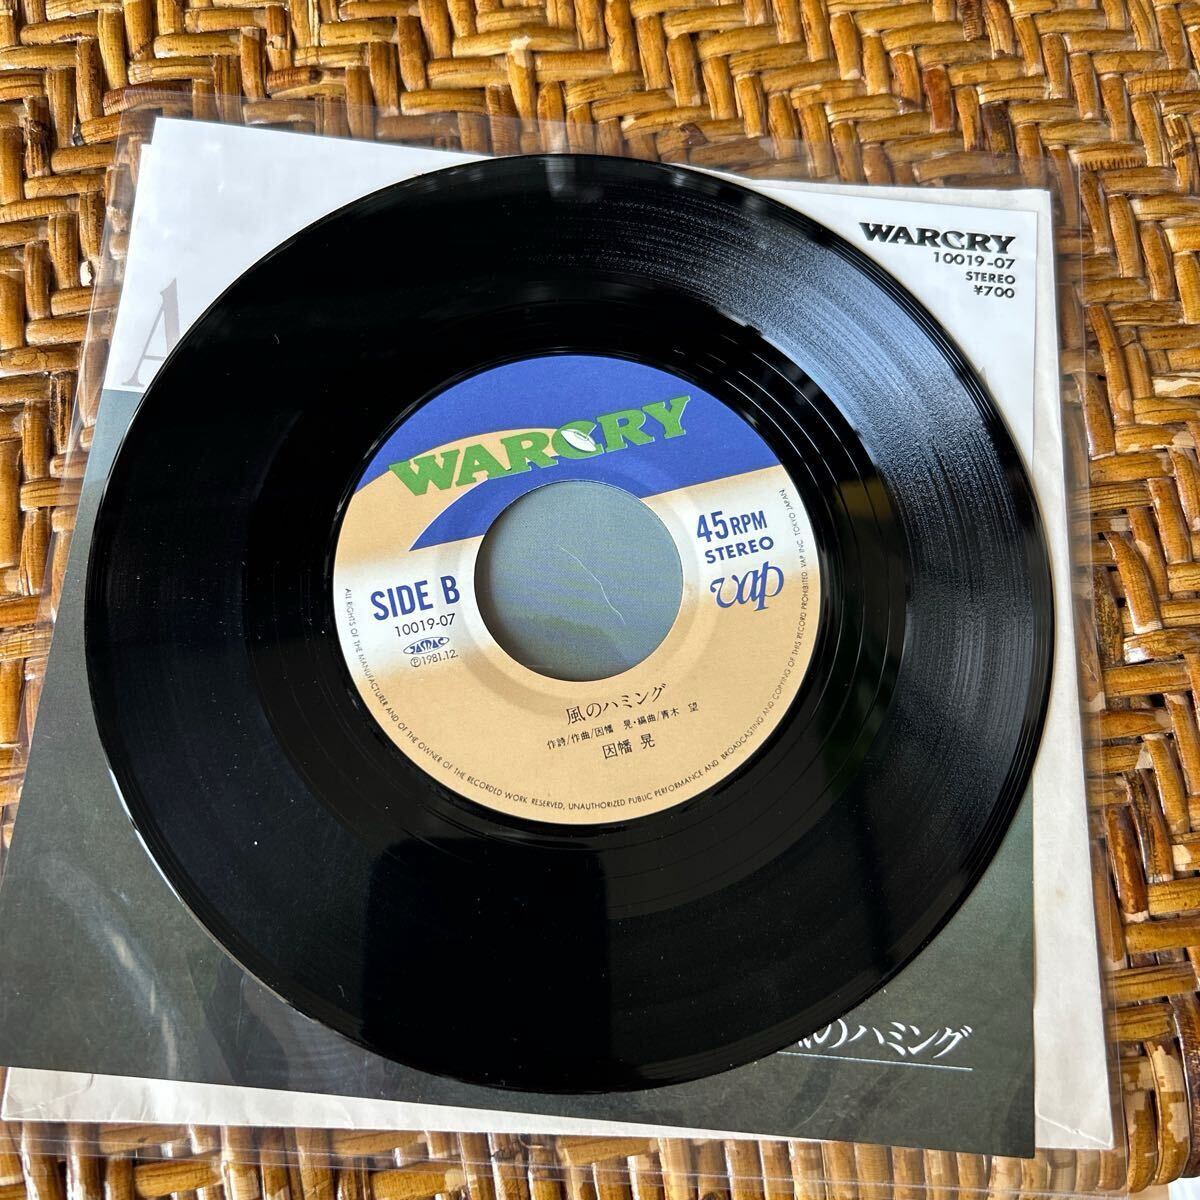 A
WARCRY
10019-07
STEREO
¥700
WARCRY
45RPM
STEREO
vap
SIDE B
10019-07
JASRAC
Ⓟ1981.12.
風のハミング
作詩/作曲/因幡 晃・編曲/青木 望
因幡 晃
ALL RIGHTS OF THE MANUFACTURER AND OF THE OWNER OF THE RECORDED WORK RESERVED, UNAUTHORIZED PUBLIC PERFORMANCE AND BROADCASTING AND COPYING OF THIS RECORD PROHIBITED. VAP INC. TOKYO JAPAN
のハミング